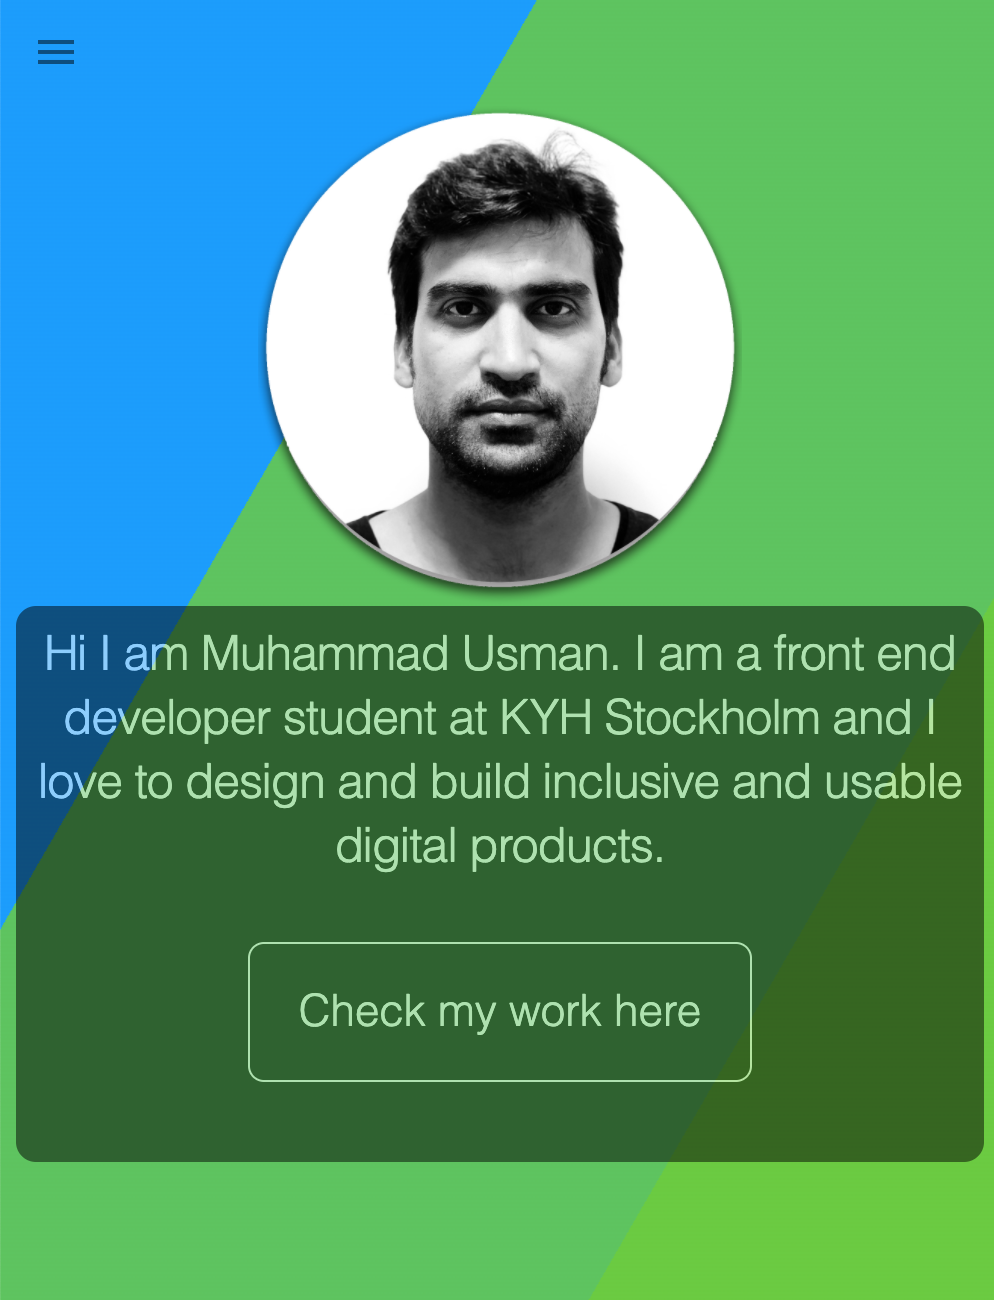 Hi I am Muhammad Usman. I am a front end
developer student at KYH Stockholm and I
love to design and build inclusive and usable
digital products.
Check my work here